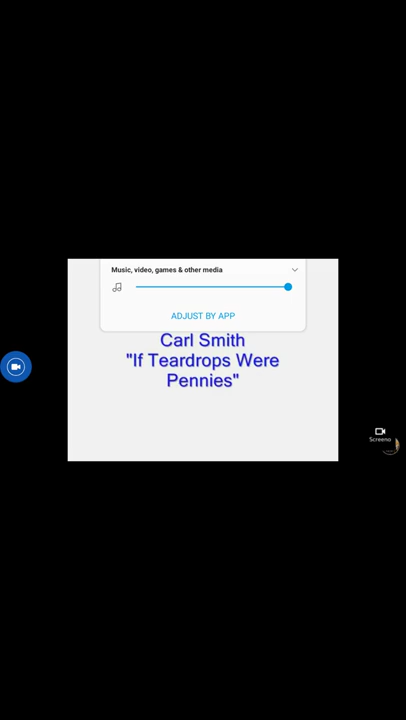 Music, video, games & other media
ADJUST BY APP
Carl Smith
"If Teardrops Were
Pennies"
Screeno